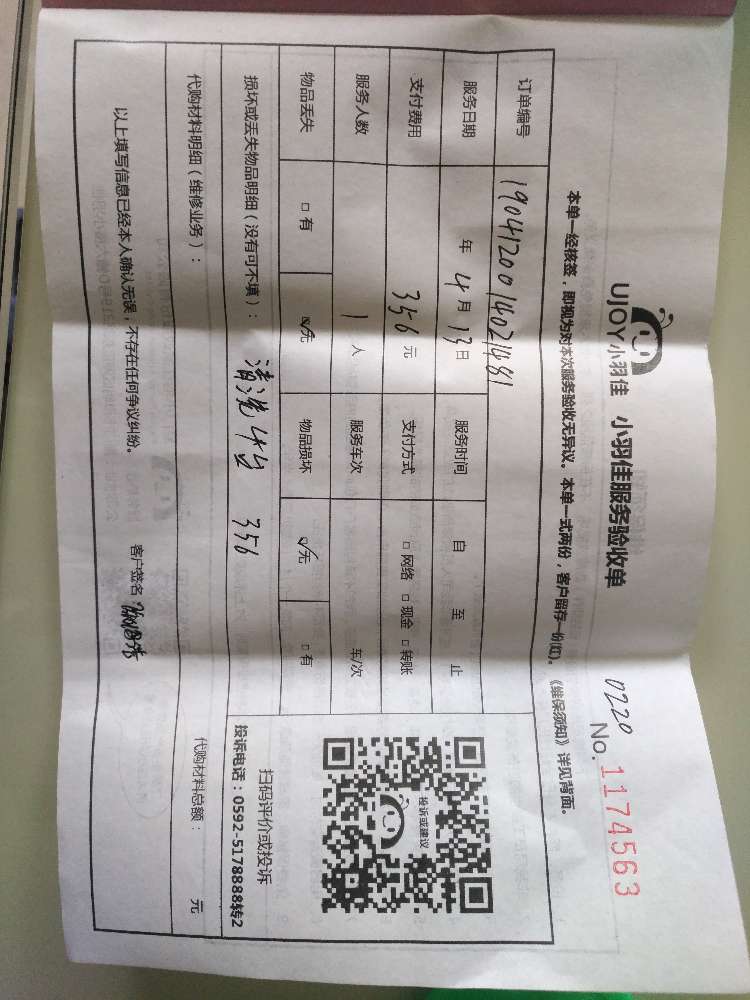 UJOY小羽佳 小羽佳服务验收单
0220
No. 1174563
本单一经核签，即视为对本次服务验收无异议。本单一式两份，客户留存一份(红)。《维保须知》详见背面。
订单编号 1904120014021481
服务日期 年 4 月 13 日 服务时间 自 至 止
支付费用 356 元 支付方式 □ 网络 □ 现金 □ 转账
服务人数 1 人 服务车次 车/次
物品丢失 □ 有 ☑无 物品损坏 ☑无 □ 有
损坏或丢失物品明细（没有可不填）： 清洗4台 356
代购材料明细（维修业务）： 代购材料总额： 元
投诉或建议
扫码评价或投诉
投诉电话：0592-5178888转2
以上填写信息已经本人确认无误，不存在任何争议纠纷。 客户签名：